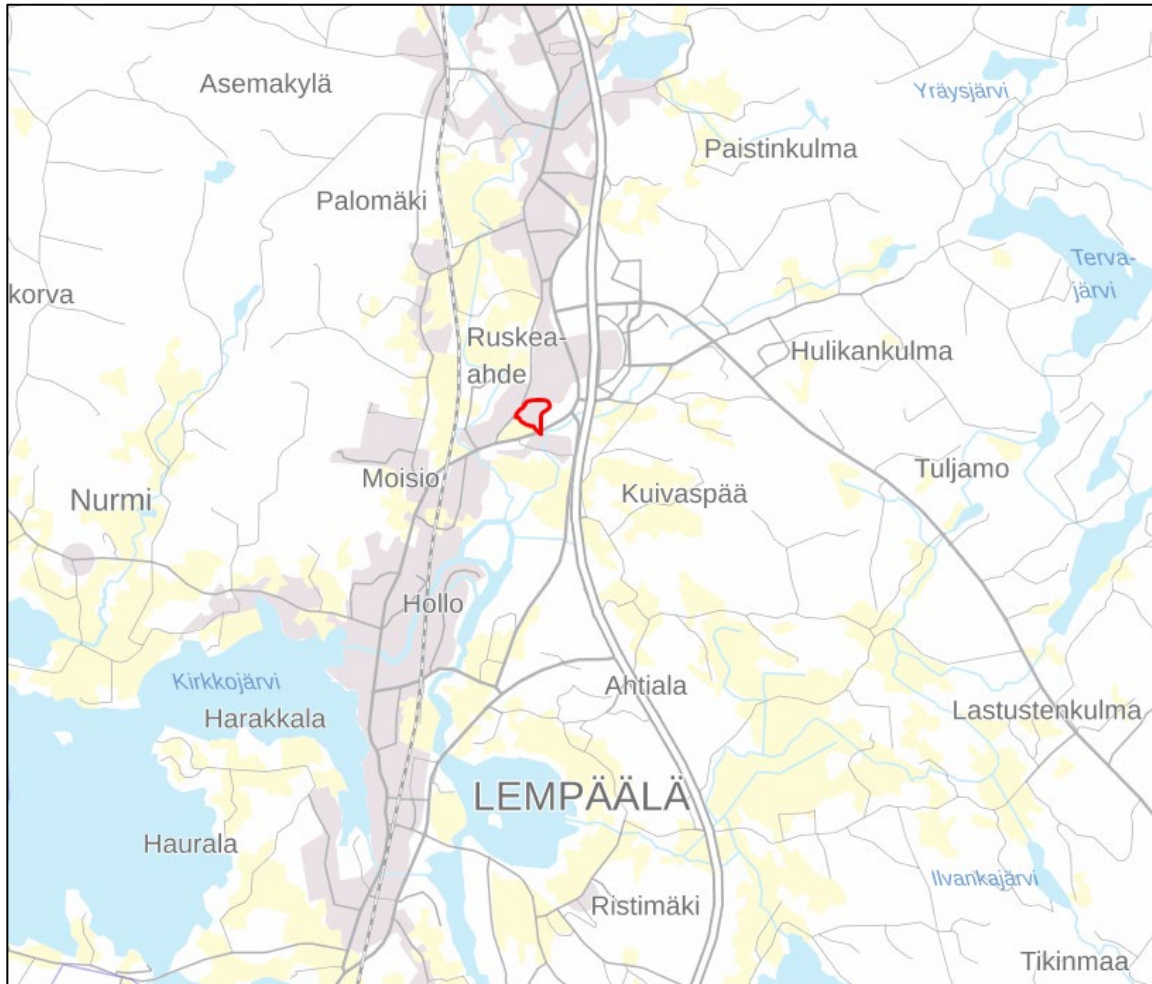 Asemakylä
Yräysjärvi
Paistinkulma
Palomäki
Terva-
järvi
korva
Ruskea-
ahde
Hulikankulma
Moisio
Tuljamo
Nurmi
Kuivaspää
Hollo
Kirkkojärvi
Ahtiala
Harakkala
Lastustenkulma
LEMPÄÄLÄ
Haurala
Ilvankajärvi
Ristimäki
Tikinmaa